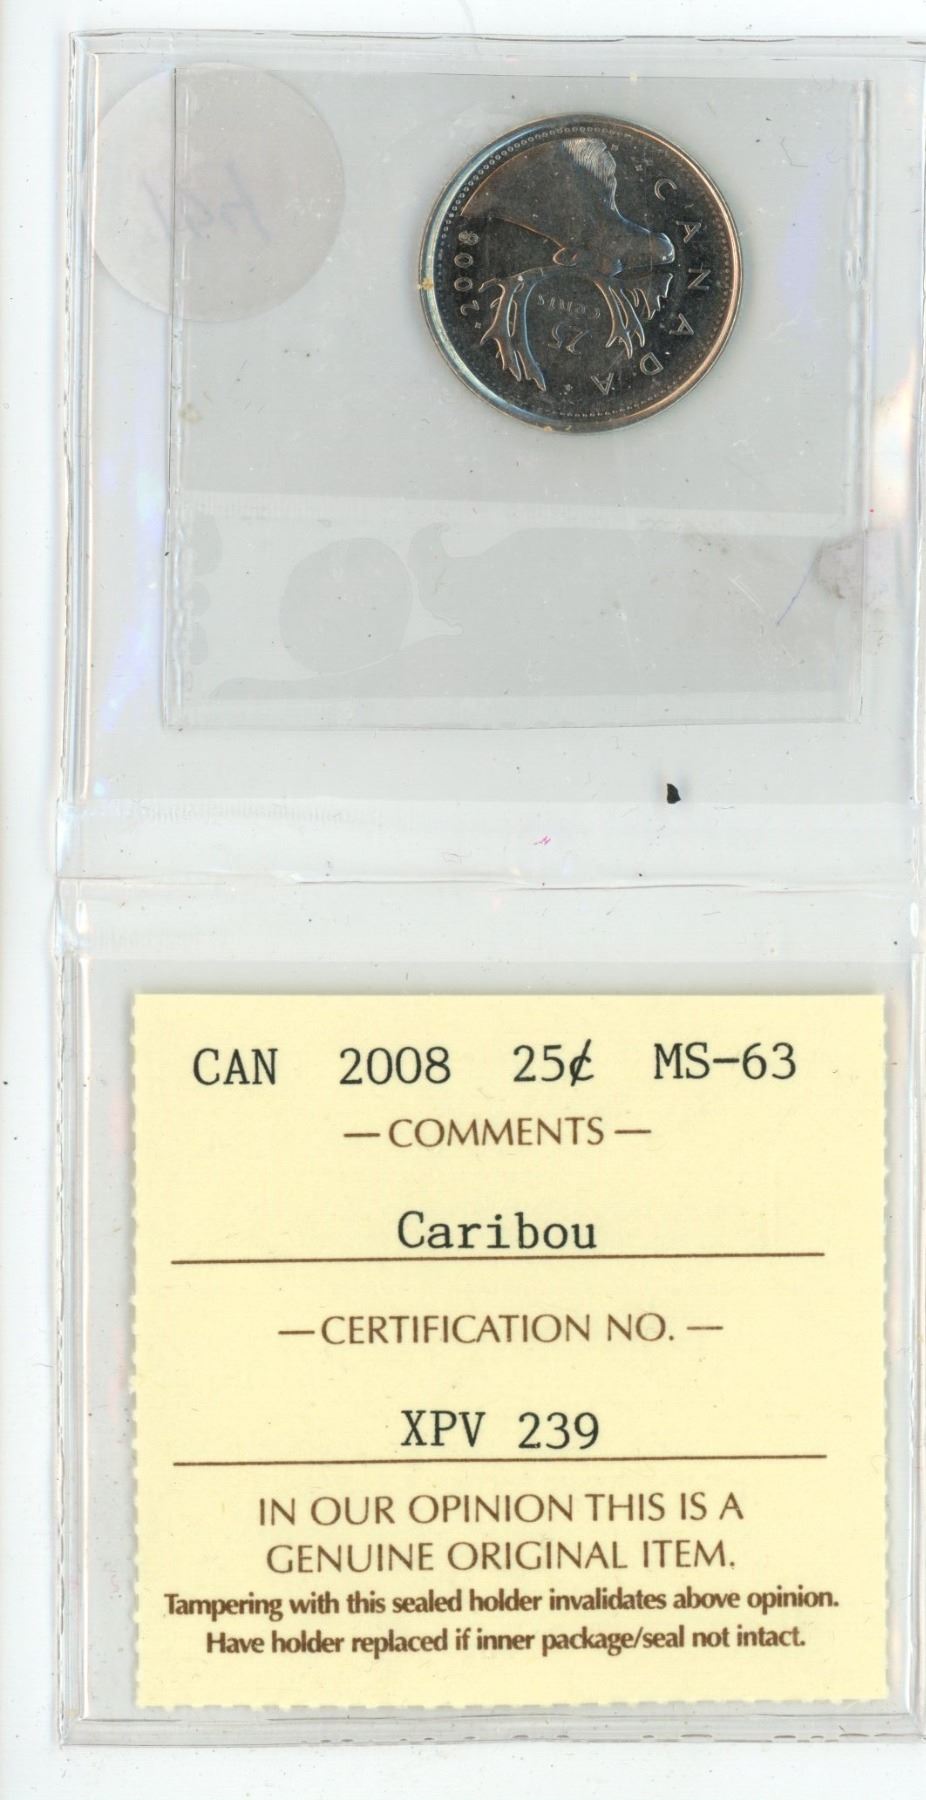 CANADA
25
cents
2008
CAN 2008 25¢ MS-63
— COMMENTS —
Caribou
— CERTIFICATION NO. —
XPV 239
IN OUR OPINION THIS IS A
GENUINE ORIGINAL ITEM.
Tampering with this sealed holder invalidates above opinion.
Have holder replaced if inner package/seal not intact.